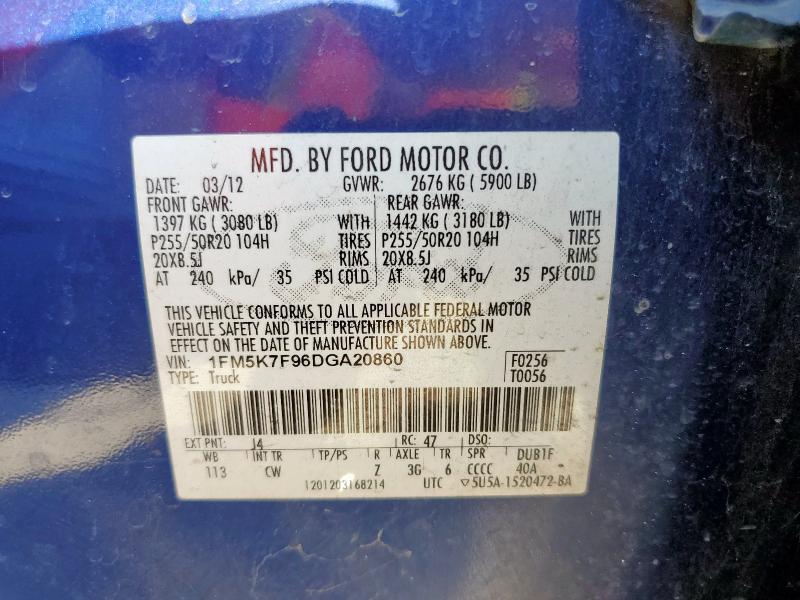 MFD. BY FORD MOTOR CO.
DATE: 03/12 GVWR: 2676 KG ( 5900 LB)
FRONT GAWR: REAR GAWR:
1397 KG ( 3080 LB) WITH 1442 KG ( 3180 LB) WITH
P255/50R20 104H TIRES P255/50R20 104H TIRES
20X8.5J RIMS 20X8.5J RIMS
AT 240 kPa/ 35 PSI COLD AT 240 kPa/ 35 PSI COLD
THIS VEHICLE CONFORMS TO ALL APPLICABLE FEDERAL MOTOR
VEHICLE SAFETY AND THEFT PREVENTION STANDARDS IN
EFFECT ON THE DATE OF MANUFACTURE SHOWN ABOVE.
VIN: 1FM5K7F96DGA20860 F0256
TYPE: Truck T0056
EXT PNT: J4 RC: 47 DSO:
WB INT TR TP/PS R AXLE TR SPR DUB1F
113 CW Z 3G 6 CCCC 40A
1201203168214 UTC ▽5U5A-1520472-BA